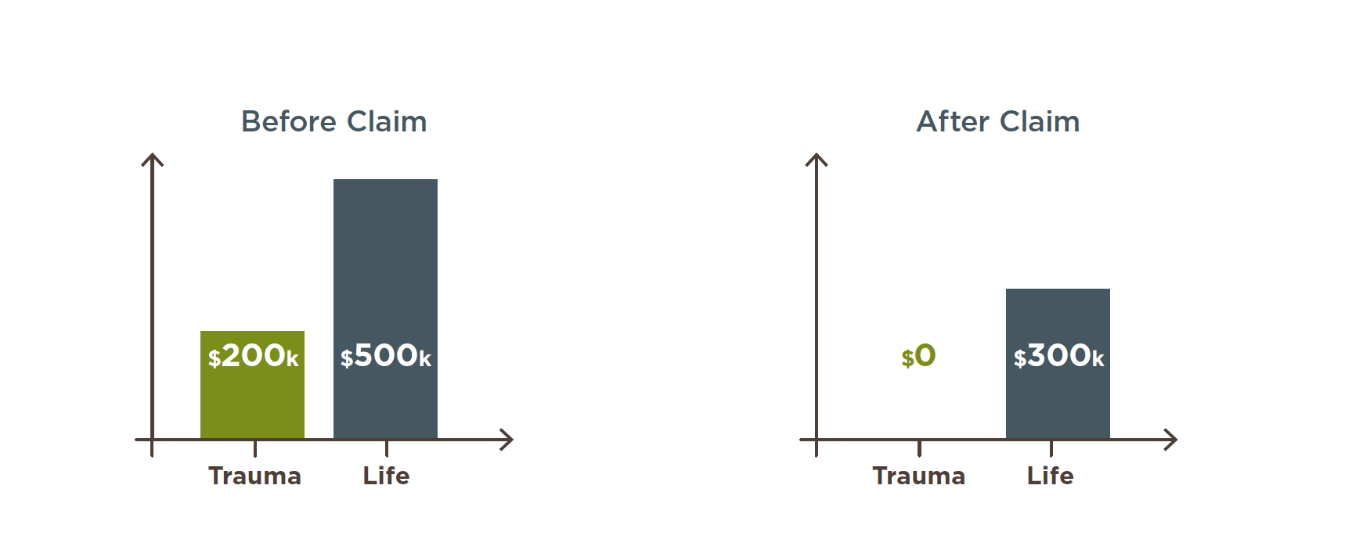 Before Claim
$200k
$500k
Trauma
Life
After Claim
$0
$300k
Trauma
Life